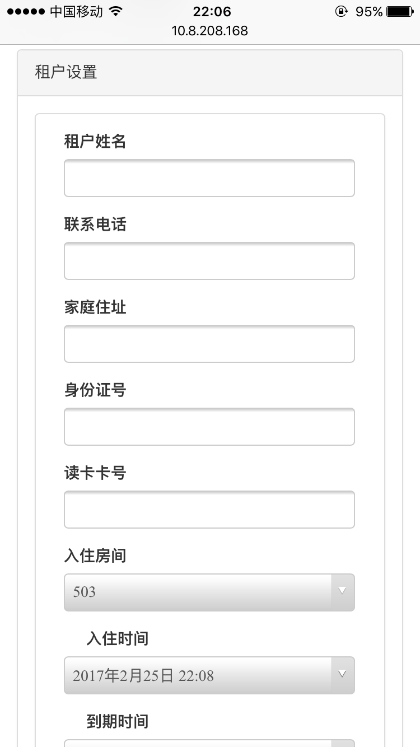 中国移动 22:06 95%
10.8.208.168
租户设置
租户姓名
联系电话
家庭住址
身份证号
读卡卡号
入住房间
503
入住时间
2017年2月25日 22:08
到期时间